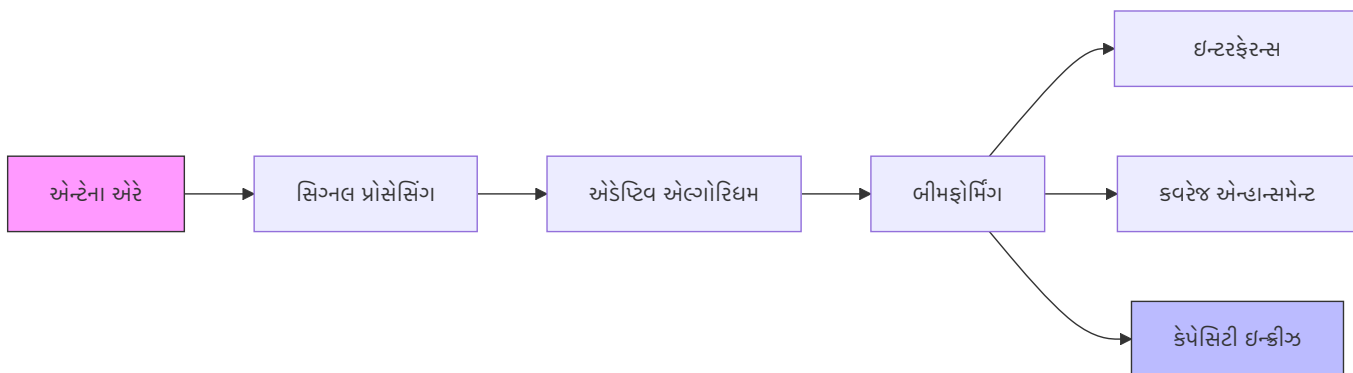 એન્ટેના એરે
સિગ્નલ પ્રોસેસિંગ
એડેપ્ટિવ એલ્ગોરિધમ
બીમફોર્મિંગ
ઇન્ટરફેરન્સ
કવરેજ એન્હાન્સમેન્ટ
કેપેસિટી ઇન્ક્રીઝ